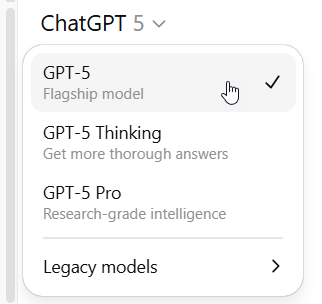 ChatGPT 5
GPT-5
Flagship model
GPT-5 Thinking
Get more thorough answers
GPT-5 Pro
Research-grade intelligence
Legacy models